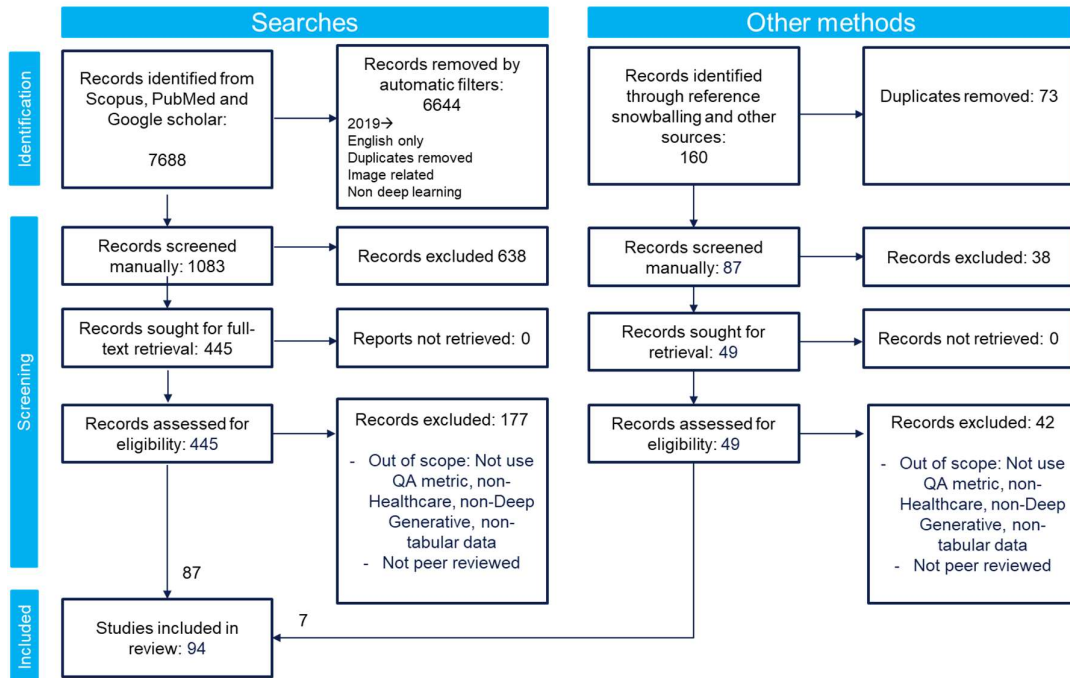 Searches
Other methods
Identification
Records identified from
Scopus, PubMed and
Google scholar:
7688
Records removed by
automatic filters:
6644
2019→
English only
Duplicates removed
Image related
Non deep learning
Records identified
through reference
snowballing and other
sources:
160
Duplicates removed: 73
Screening
Records screened
manually: 1083
Records excluded 638
Records screened
manually: 87
Records excluded: 38
Records sought for full-
text retrieval: 445
Reports not retrieved: 0
Records sought for
retrieval: 49
Records not retrieved: 0
Records assessed for
eligibility: 445
Records excluded: 177
- Out of scope: Not use
QA metric, non-
Healthcare, non-Deep
Generative, non-
tabular data
- Not peer reviewed
Records assessed for
eligibility: 49
Records excluded: 42
- Out of scope: Not use
QA metric, non-
Healthcare, non-Deep
Generative, non-
tabular data
- Not peer reviewed
87
7
Included
Studies included in
review: 94